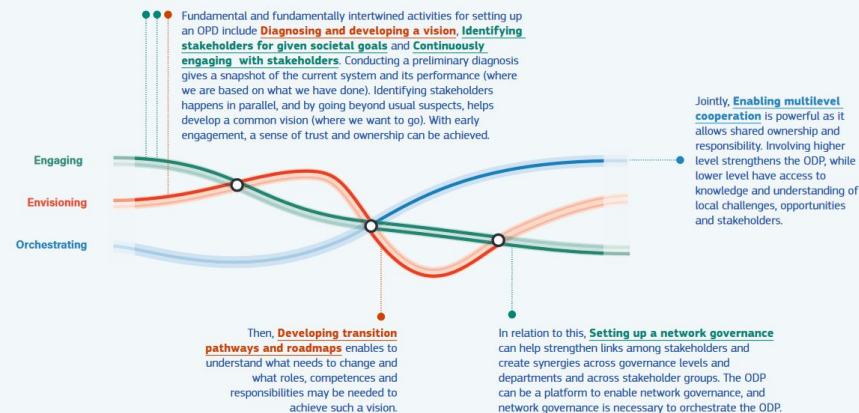 Fundamental and fundamentally intertwined activities for setting up
an OPD include Diagnosing and developing a vision, Identifying
stakeholders for given societal goals and Continuously
engaging with stakeholders. Conducting a preliminary diagnosis
gives a snapshot of the current system and its performance (where
we are based on what we have done). Identifying stakeholders
happens in parallel, and by going beyond usual suspects, helps
develop a common vision (where we want to go). With early
engagement, a sense of trust and ownership can be achieved.
Jointly, Enabling multilevel
cooperation is powerful as it
allows shared ownership and
responsibility. Involving higher
level strengthens the ODP, while
lower level have access to
knowledge and understanding of
local challenges, opportunities
and stakeholders.
Engaging
Envisioning
Orchestrating
Then, Developing transition
pathways and roadmaps enables to
understand what needs to change and
what roles, competences and
responsibilities may be needed to
achieve such a vision.
In relation to this, Setting up a network governance
can help strengthen links among stakeholders and
create synergies across governance levels and
departments and across stakeholder groups. The ODP
can be a platform to enable network governance, and
network governance is necessary to orchestrate the ODP.